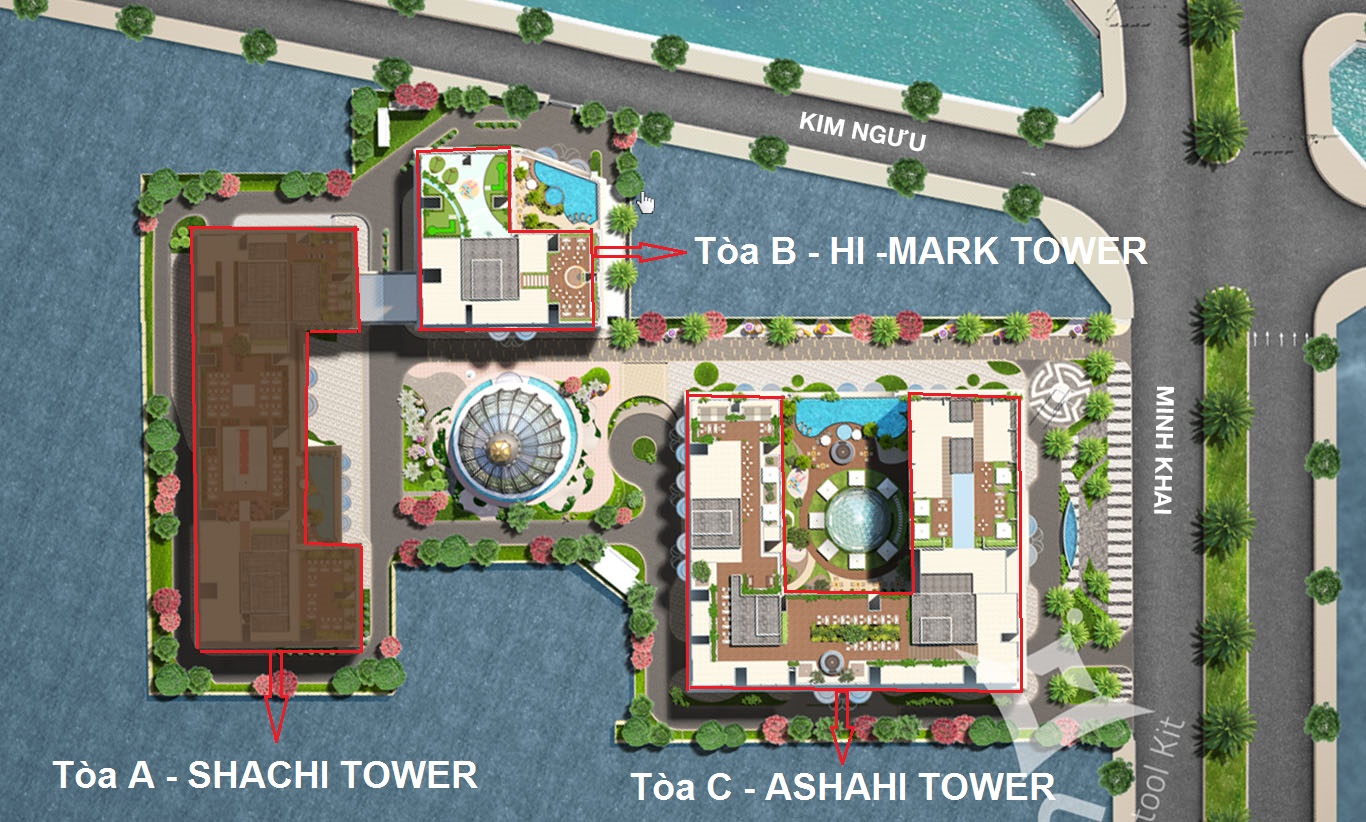 KIM NGƯU
Tòa B - HI -MARK TOWER
MINH KHAI
Tòa A - SHACHI TOWER
Tòa C - ASHAHI TOWER
tool Kit